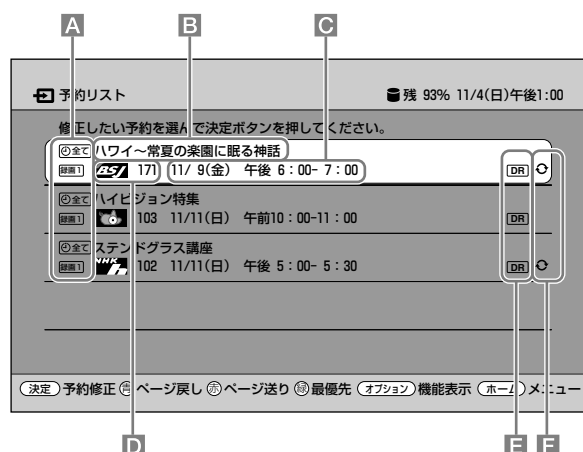 A B C
予約リスト 残 93% 11/4(日)午後1:00
修正したい予約を選んで決定ボタンを押してください。
全て ハワイ～常夏の楽園に眠る神話
録画1 BSノ 171 11/ 9(金) 午後 6:00- 7:00 DR
全て ハイビジョン特集
録画1 103 11/11(日) 午前10:00-11:00 DR
全て ステンドグラス講座
録画1 NHK h 102 11/11(日) 午後 5:00- 5:30 DR
決定 予約修正 青 ページ戻し 赤 ページ送り 緑 最優先 オプション 機能表示 ホーム メニュー
D E F